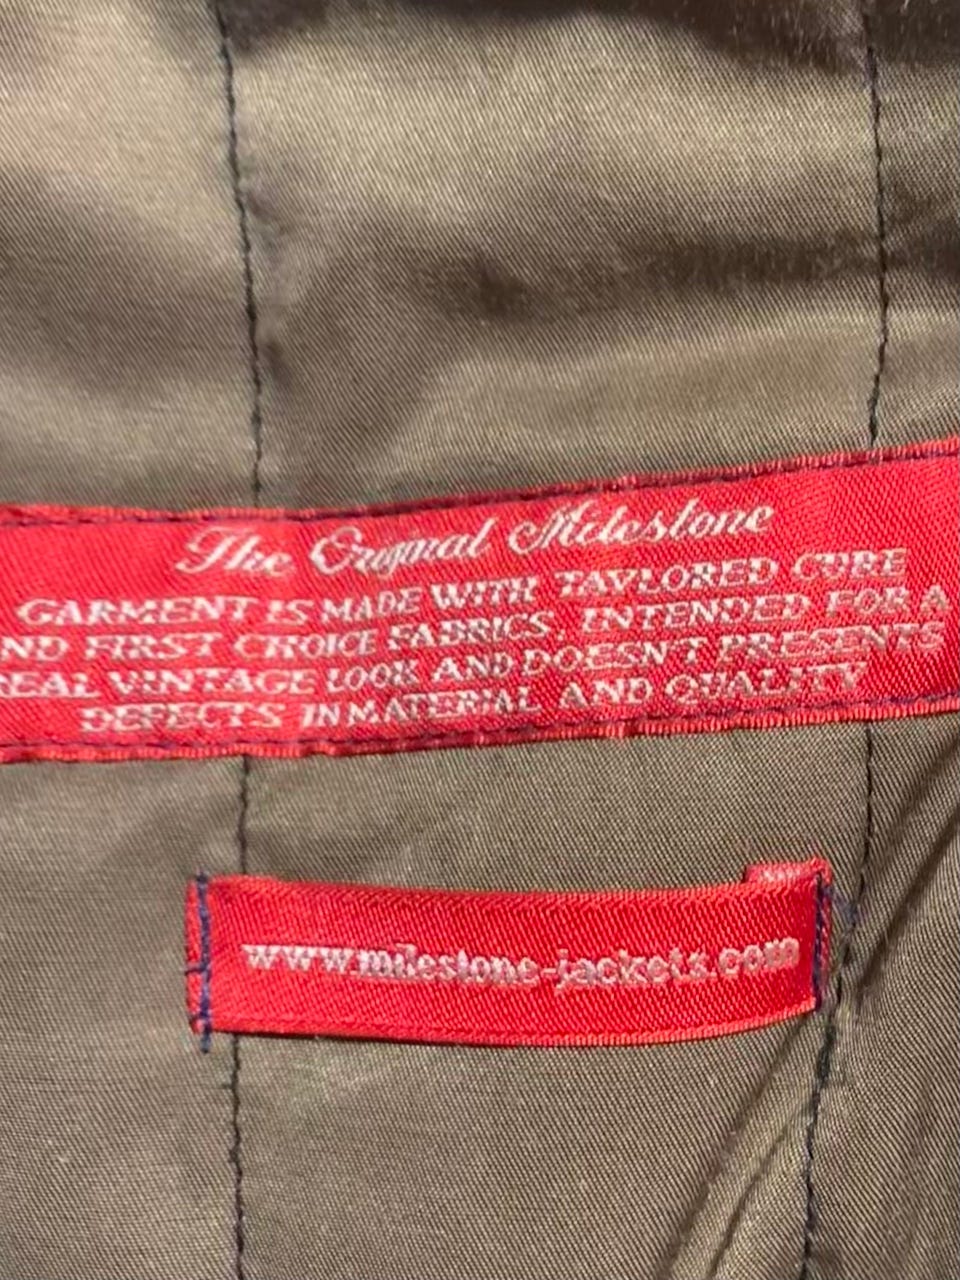 The Original Milestone
GARMENT IS MADE WITH TAYLORED CURE
ND FIRST CHOICE FABRICS, INTENDED FOR A
REAL VINTAGE LOOK AND DOESN'T PRESENTS
DEFECTS IN MATERIAL AND QUALITY
www.milestone-jackets.com